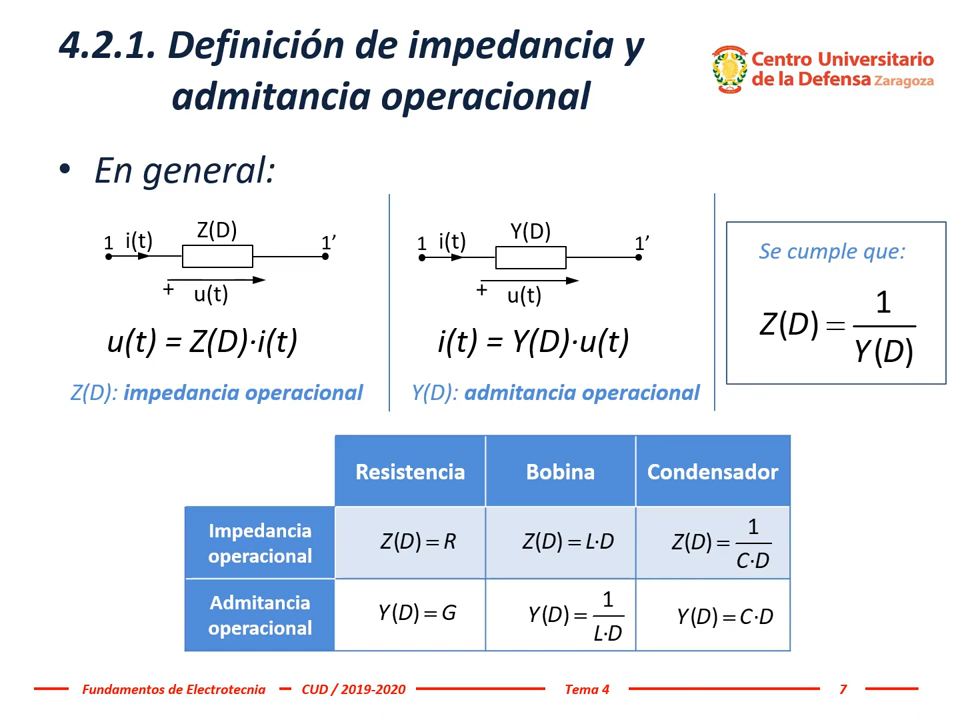 4.2.1. Definición de impedancia y
admitancia operacional
Centro Universitario
de la Defensa Zaragoza
• En general:
1 i(t) Z(D) 1’
+ u(t)
u(t) = Z(D)·i(t)
Z(D): impedancia operacional
1 i(t) Y(D) 1’
+ u(t)
i(t) = Y(D)·u(t)
Y(D): admitancia operacional
Se cumple que:
Z(D) = 1 / Y(D)
Resistencia Bobina Condensador
Impedancia
operacional
Z(D) = R
Z(D) = L·D
Z(D) = 1 / C·D
Admitancia
operacional
Y(D) = G
Y(D) = 1 / L·D
Y(D) = C·D
Fundamentos de Electrotecnia CUD / 2019-2020 Tema 4 7